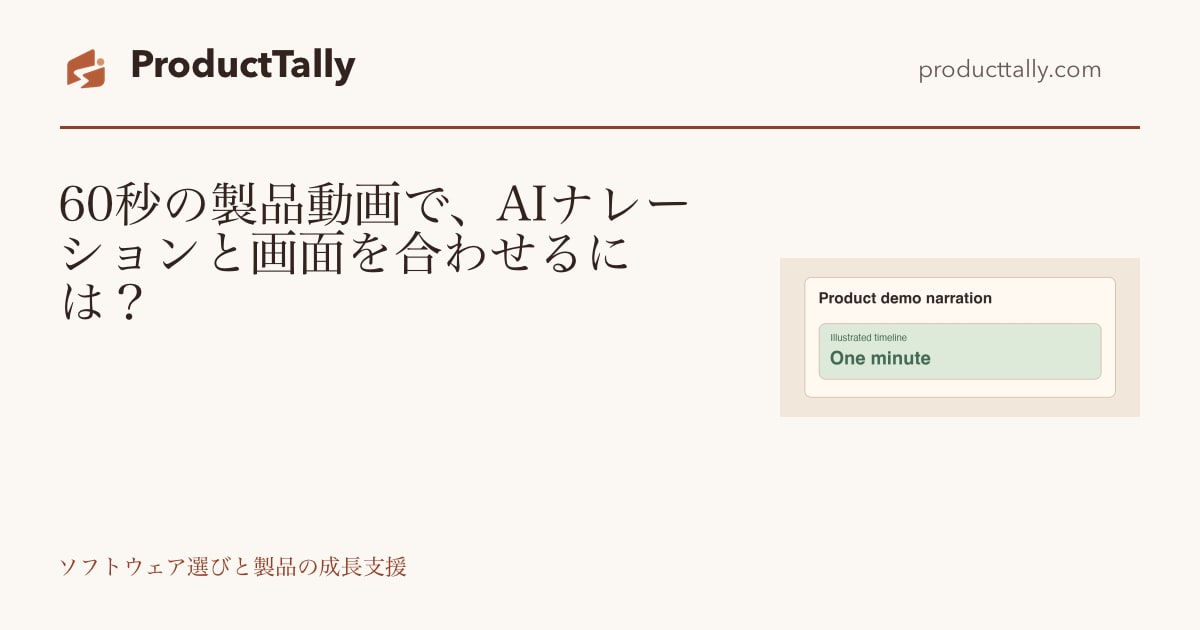 ProductTally
producttally.com
60秒の製品動画で、AIナレー
ションと画面を合わせるに
は？
Product demo narration
Illustrated timeline
One minute
ソフトウェア選びと製品の成長支援